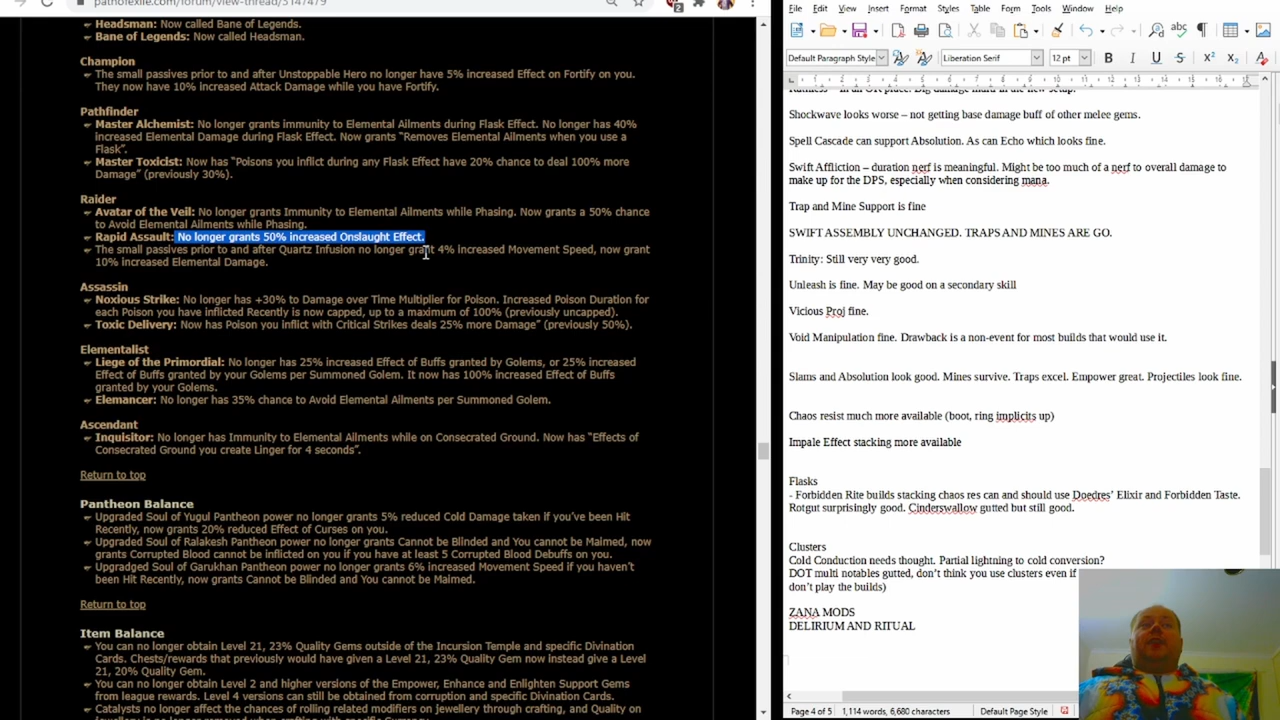 pathofexile.com/forum/view-thread/3147479
Headsman: Now called Bane of Legends.
Bane of Legends: Now called Headsman.
Champion
The small passives prior to and after Unstoppable Hero no longer have 5% increased Effect on Fortify on you.
They now have 10% increased Attack Damage while you have Fortify.
Pathfinder
Master Alchemist: No longer grants immunity to Elemental Ailments during Flask Effect. No longer has 40%
increased Elemental Damage during Flask Effect. Now grants "Removes Elemental Ailments when you use a
Flask".
Master Toxicist: Now has "Poisons you inflict during any Flask Effect have 20% chance to deal 100% more
Damage" (previously 30%).
Raider
Avatar of the Veil: No longer grants Immunity to Elemental Ailments while Phasing. Now grants a 50% chance
to Avoid Elemental Ailments while Phasing.
Rapid Assault: No longer grants 50% increased Onslaught Effect.
The small passives prior to and after Quartz Infusion no longer grant 4% increased Movement Speed, now grant
10% increased Elemental Damage.
Assassin
Noxious Strike: No longer has +30% to Damage over Time Multiplier for Poison. Increased Poison Duration for
each Poison you have inflicted Recently is now capped, up to a maximum of 100% (previously uncapped).
Toxic Delivery: Now has Poison you inflict with Critical Strikes deals 25% more Damage" (previously 50%).
Elementalist
Liege of the Primordial: No longer has 25% increased Effect of Buffs granted by Golems, or 25% increased
Effect of Buffs granted by your Golems per Summoned Golem. It now has 100% increased Effect of Buffs
granted by your Golems.
Elemancer: No longer has 35% chance to Avoid Elemental Ailments per Summoned Golem.
Ascendant
Inquisitor: No longer has Immunity to Elemental Ailments while on Consecrated Ground. Now has "Effects of
Consecrated Ground you create Linger for 4 seconds".
Return to top
Pantheon Balance
Upgraded Soul of Yugul Pantheon power no longer grants 5% reduced Cold Damage taken if you've been Hit
Recently, now grants 20% reduced Effect of Curses on you.
Upgraded Soul of Ralakesh Pantheon power no longer grants Cannot be Blinded and You cannot be Maimed, now
grants Corrupted Blood cannot be inflicted on you if you have at least 5 Corrupted Blood Debuffs on you.
Upgradged Soul of Garukhan Pantheon power no longer grants 6% increased Movement Speed if you haven't
been Hit Recently, now grants Cannot be Blinded and You cannot be Maimed.
Return to top
Item Balance
You can no longer obtain Level 21, 23% Quality Gems outside of the Incursion Temple and specific Divination
Cards. Chests/rewards that previously would have given a Level 21, 23% Quality Gem now instead give a Level
21, 20% Quality Gem.
You can no longer obtain Level 2 and higher versions of the Empower, Enhance and Enlighten Support Gems
from league rewards. Level 4 versions can still be obtained from corruption and specific Divination Cards.
Catalysts no longer affect the chances of rolling related modifiers on jewellery through crafting, and Quality on
File Edit View Insert Format Styles Table Form Tools Window Help
Default Paragraph Style Liberation Serif 12 pt
Shockwave looks worse – not getting base damage buff of other melee gems.
Spell Cascade can support Absolution. As can Echo which looks fine.
Swift Affliction – duration nerf is meaningful. Might be too much of a nerf to overall damage to
make up for the DPS, especially when considering mana.
Trap and Mine Support is fine
SWIFT ASSEMBLY UNCHANGED. TRAPS AND MINES ARE GO.
Trinity: Still very very good.
Unleash is fine. May be good on a secondary skill
Vicious Proj fine.
Void Manipulation fine. Drawback is a non-event for most builds that would use it.
Slams and Absolution look good. Mines survive. Traps excel. Empower great. Projectiles look fine.
Chaos resist much more available (boot, ring implicits up)
Impale Effect stacking more available
Flasks
- Forbidden Rite builds stacking chaos res can and should use Doedres' Elixir and Forbidden Taste.
Rotgut surprisingly good. Cinderswallow gutted but still good.
Clusters
Cold Conduction needs thought. Partial lightning to cold conversion?
DOT multi notables gutted, don't think you use clusters even if
don't play the builds)
ZANA MODS
DELIRIUM AND RITUAL
Page 4 of 5 1,114 words, 6,680 characters Default Page Style